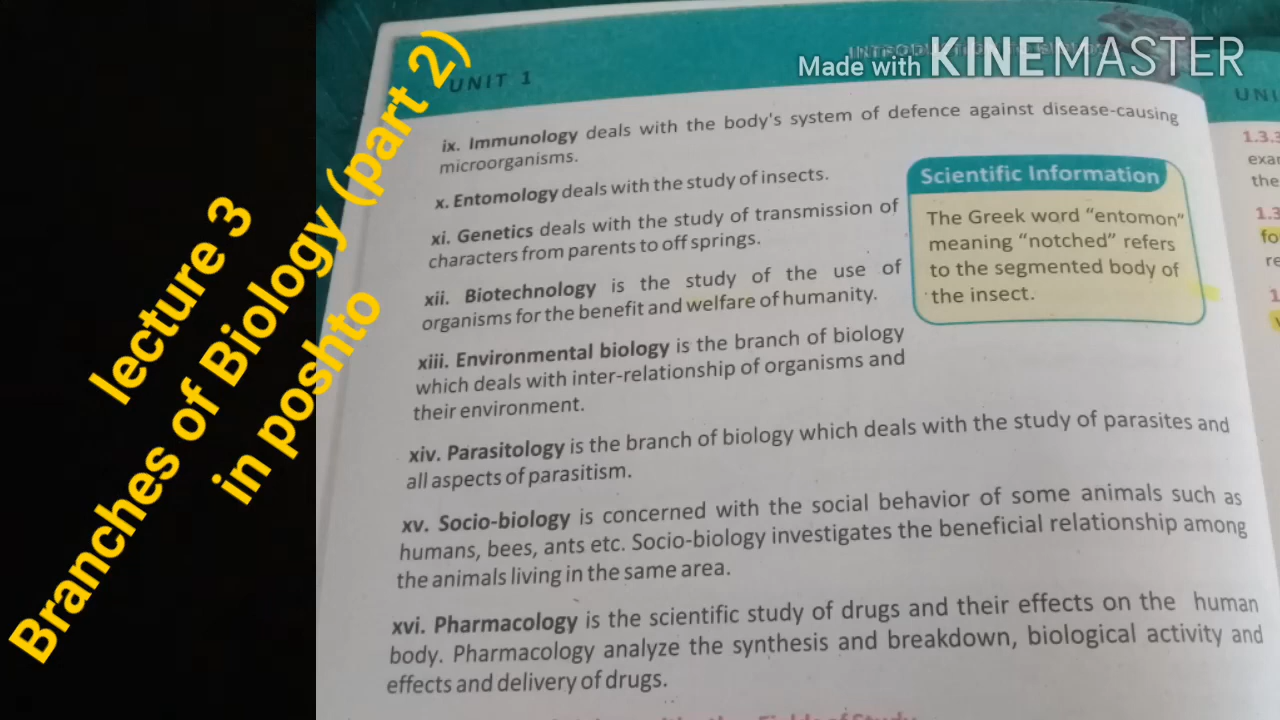 lecture 3
Branches of Biology (part 2)
in poshto
Made with KINEMASTER
UNIT 1
ix. Immunology deals with the body's system of defence against disease-causing
microorganisms.
x. Entomology deals with the study of insects.
xi. Genetics deals with the study of transmission of
characters from parents to off springs.
xii. Biotechnology is the study of the use of
organisms for the benefit and welfare of humanity.
xiii. Environmental biology is the branch of biology
which deals with inter-relationship of organisms and
their environment.
Scientific Information
The Greek word “entomon”
meaning “notched” refers
to the segmented body of
the insect.
xiv. Parasitology is the branch of biology which deals with the study of parasites and
all aspects of parasitism.
xv. Socio-biology is concerned with the social behavior of some animals such as
humans, bees, ants etc. Socio-biology investigates the beneficial relationship among
the animals living in the same area.
xvi. Pharmacology is the scientific study of drugs and their effects on the human
body. Pharmacology analyze the synthesis and breakdown, biological activity and
effects and delivery of drugs.
UNI
1.3.3
the
1.3
fo
re